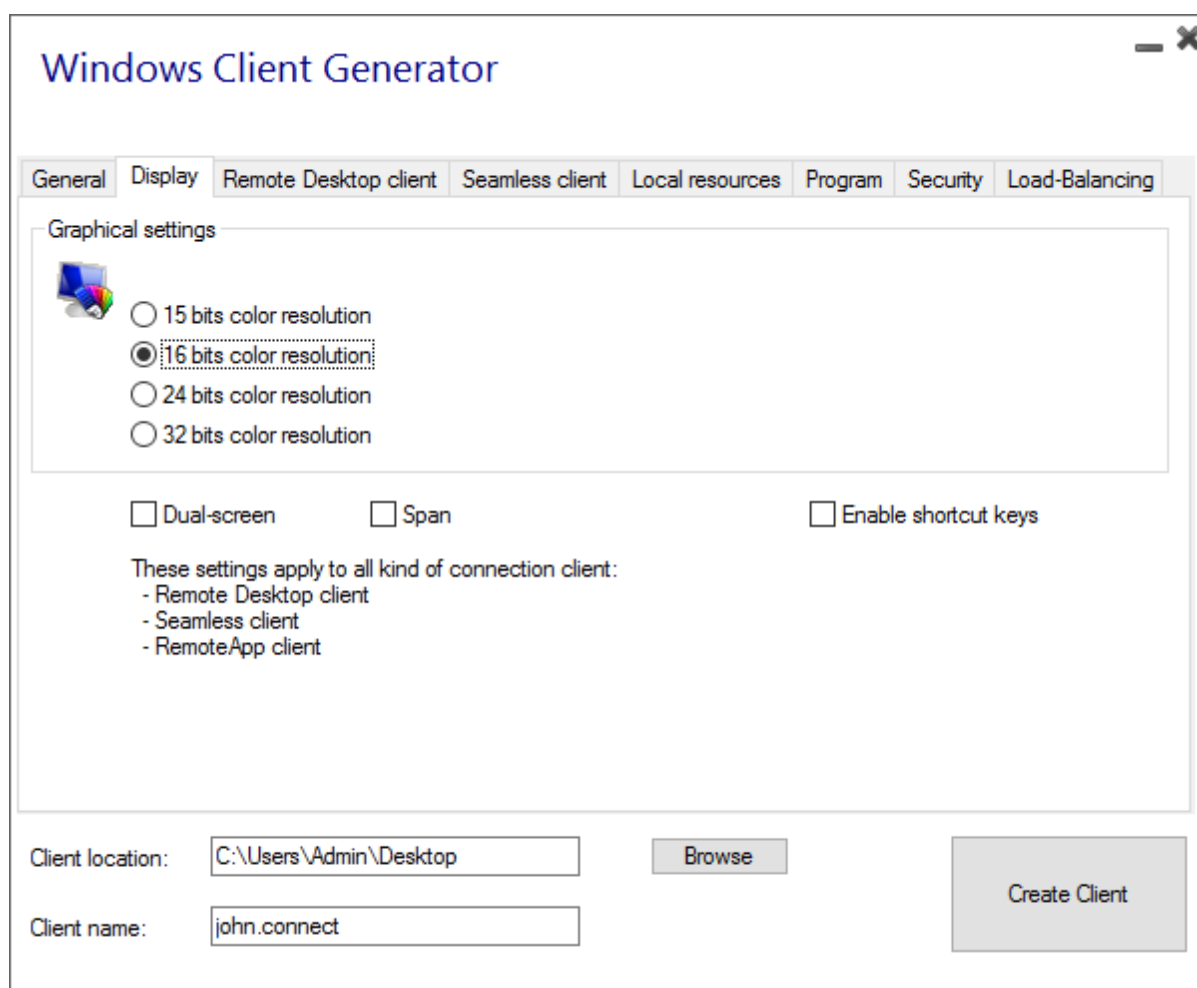 Windows Client Generator
General Display Remote Desktop client Seamless client Local resources Program Security Load-Balancing
Graphical settings
15 bits color resolution
16 bits color resolution
24 bits color resolution
32 bits color resolution
Dual-screen Span Enable shortcut keys
These settings apply to all kind of connection client:
- Remote Desktop client
- Seamless client
- RemoteApp client
Client location: C:\Users\Admin\Desktop Browse
Create Client
Client name: john.connect